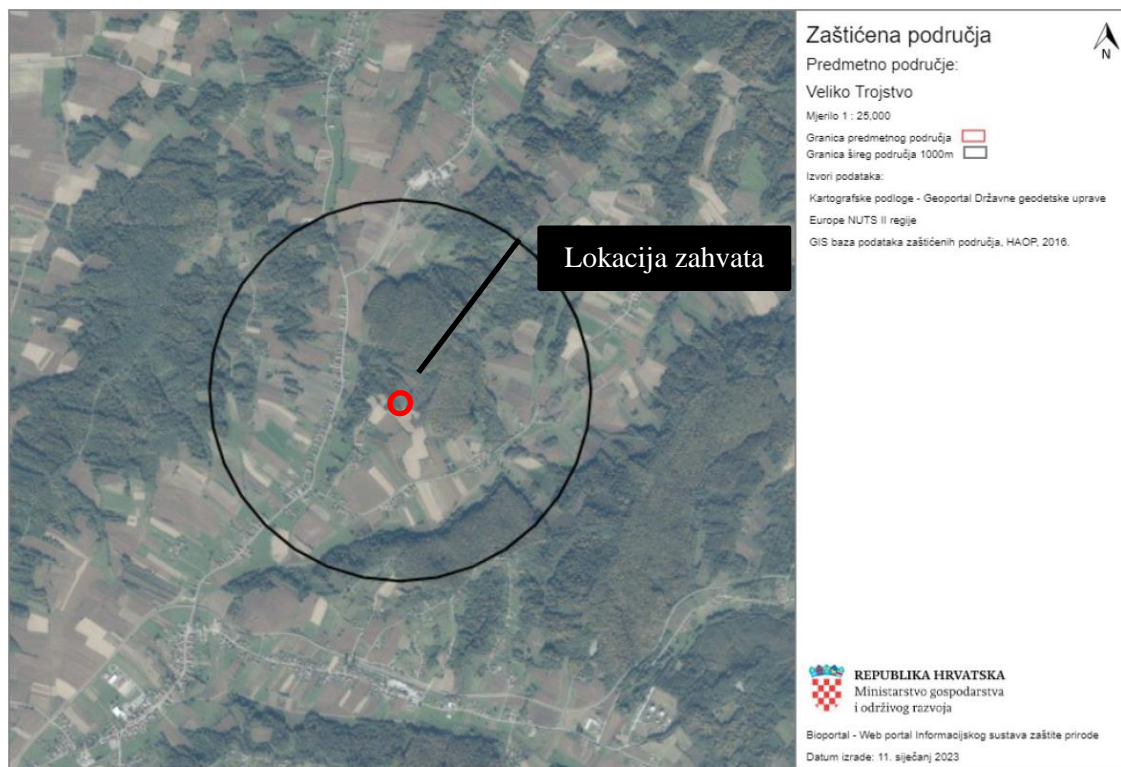 Zaštićena područja
N
Predmetno područje:
Veliko Trojstvo
Mjerilo 1 : 25,000
Granica predmetnog područja
Granica šireg područja 1000m
Izvori podataka:
Kartografske podloge - Geoportal Državne geodetske uprave
Europe NUTS II regije
GIS baza podataka zaštićenih područja, HAOP, 2016.
Lokacija zahvata
REPUBLIKA HRVATSKA
Ministarstvo gospodarstva
i održivog razvoja
Bioportal - Web portal Informacijskog sustava zaštite prirode
Datum izrade: 11. siječanj 2023